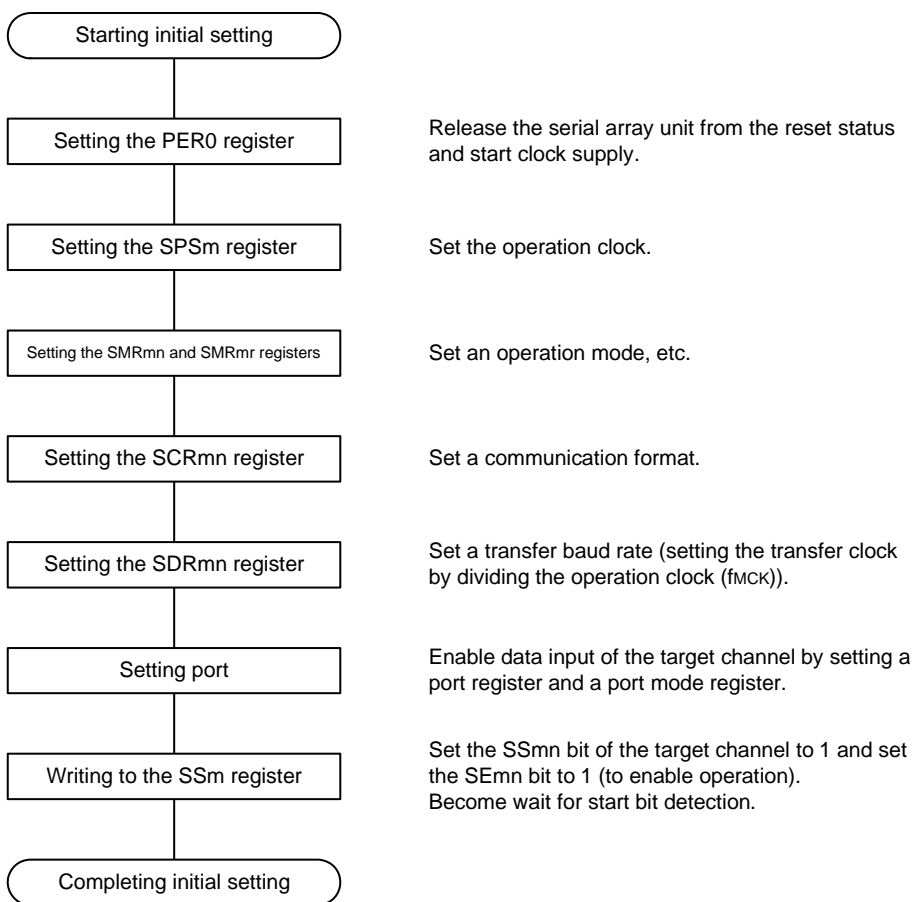 Starting initial setting
Setting the PER0 register
Release the serial array unit from the reset status
and start clock supply.
Setting the SPSm register
Set the operation clock.
Setting the SMRmn and SMRmr registers
Set an operation mode, etc.
Setting the SCRmn register
Set a communication format.
Setting the SDRmn register
Set a transfer baud rate (setting the transfer clock
by dividing the operation clock (fMCK)).
Setting port
Enable data input of the target channel by setting a
port register and a port mode register.
Writing to the SSm register
Set the SSmn bit of the target channel to 1 and set
the SEmn bit to 1 (to enable operation).
Become wait for start bit detection.
Completing initial setting